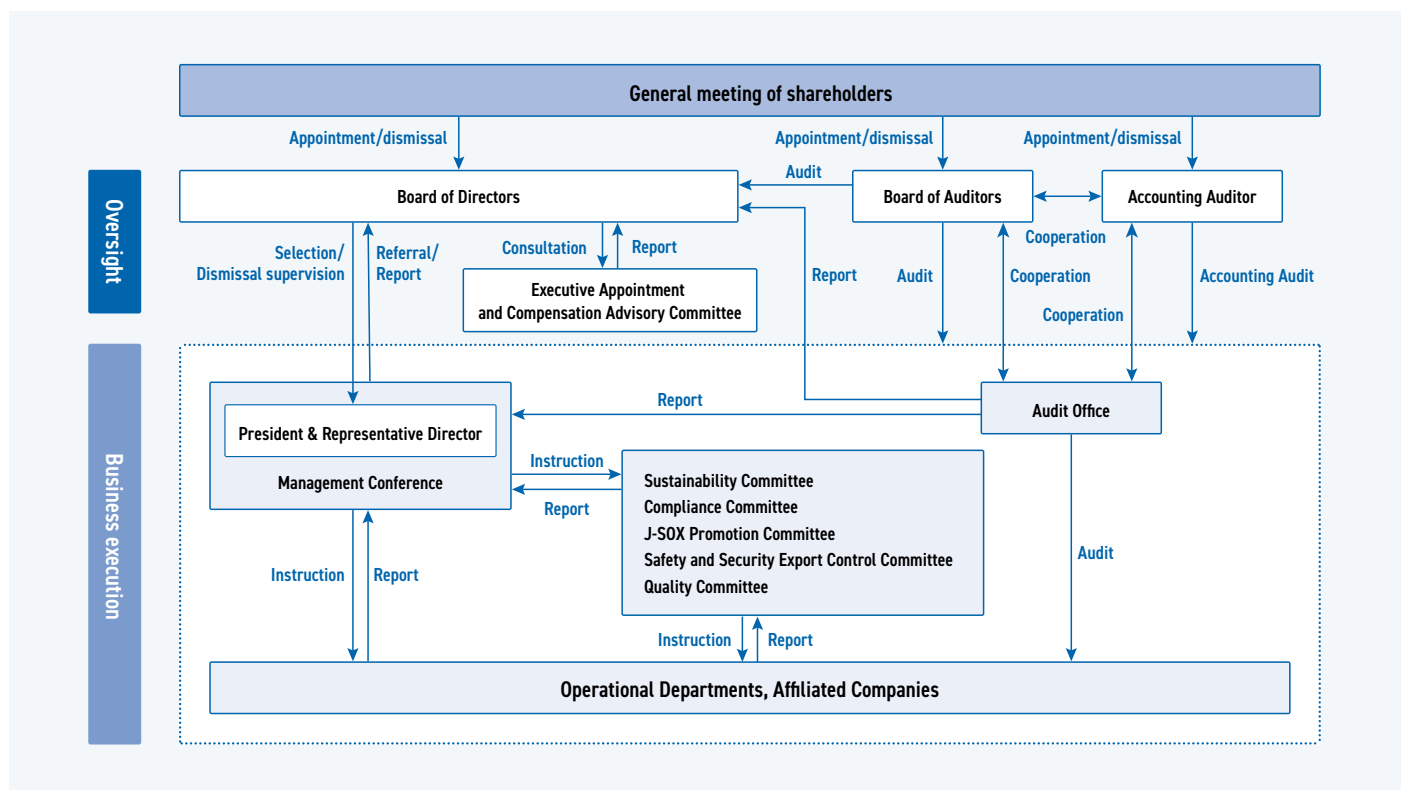 General meeting of shareholders
Appointment/dismissal
Appointment/dismissal
Appointment/dismissal
Oversight
Board of Directors
Audit
Board of Auditors
Accounting Auditor
Cooperation
Selection/
Dismissal supervision
Referral/
Report
Consultation
Report
Executive Appointment
and Compensation Advisory Committee
Report
Audit
Cooperation
Accounting Audit
Cooperation
Business execution
President & Representative Director
Management Conference
Report
Audit Office
Instruction
Report
Sustainability Committee
Compliance Committee
J-SOX Promotion Committee
Safety and Security Export Control Committee
Quality Committee
Instruction
Report
Audit
Instruction
Report
Operational Departments, Affiliated Companies